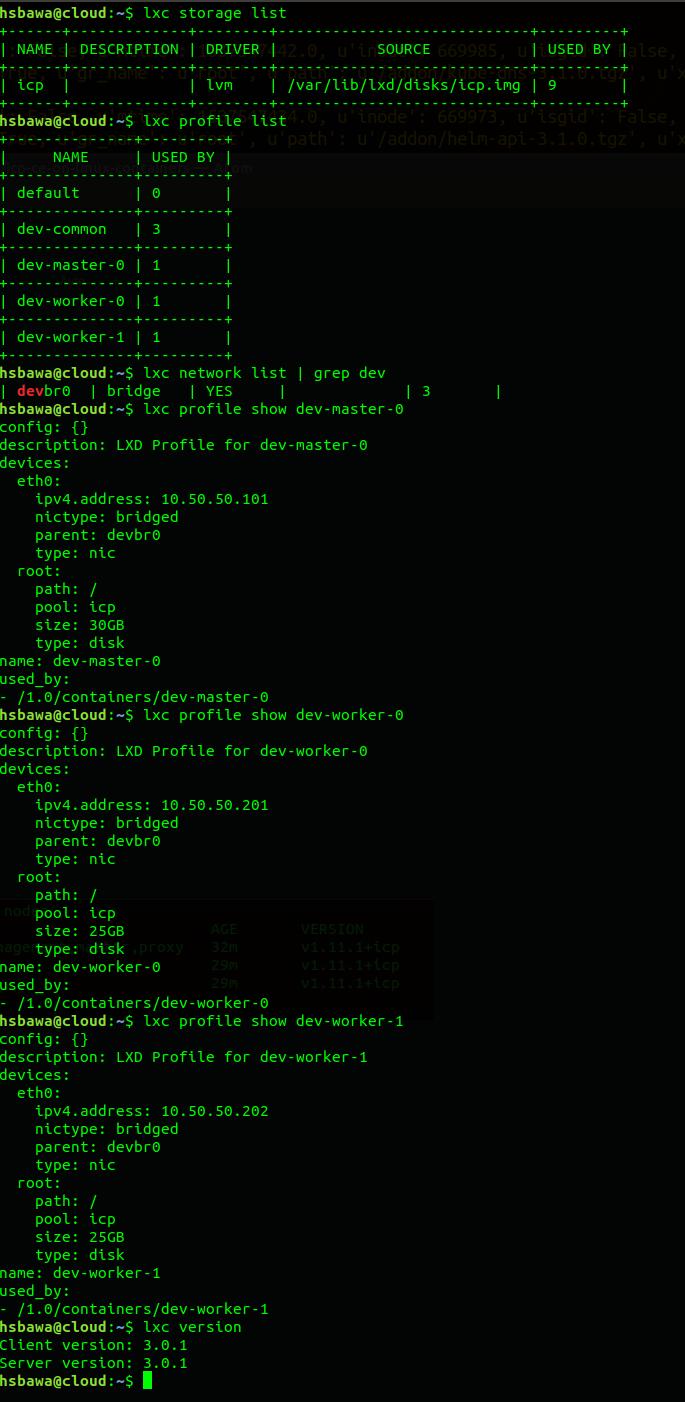 hsbawa@cloud:~$ lxc storage list
+------+-------------+--------+----------------------------+---------+
| NAME | DESCRIPTION | DRIVER |           SOURCE           | USED BY |
+------+-------------+--------+----------------------------+---------+
| icp  |             | lvm    | /var/lib/lxd/disks/icp.img | 9       |
+------+-------------+--------+----------------------------+---------+
hsbawa@cloud:~$ lxc profile list
+--------------+---------+
|     NAME     | USED BY |
+--------------+---------+
| default      | 0       |
+--------------+---------+
| dev-common   | 3       |
+--------------+---------+
| dev-master-0 | 1       |
+--------------+---------+
| dev-worker-0 | 1       |
+--------------+---------+
| dev-worker-1 | 1       |
+--------------+---------+
hsbawa@cloud:~$ lxc network list | grep dev
| devbr0  | bridge   | YES     |             | 3       |
hsbawa@cloud:~$ lxc profile show dev-master-0
config: {}
description: LXD Profile for dev-master-0
devices:
  eth0:
    ipv4.address: 10.50.50.101
    nictype: bridged
    parent: devbr0
    type: nic
  root:
    path: /
    pool: icp
    size: 30GB
    type: disk
name: dev-master-0
used_by:
- /1.0/containers/dev-master-0
hsbawa@cloud:~$ lxc profile show dev-worker-0
config: {}
description: LXD Profile for dev-worker-0
devices:
  eth0:
    ipv4.address: 10.50.50.201
    nictype: bridged
    parent: devbr0
    type: nic
  root:
    path: /
    pool: icp
    size: 25GB
    type: disk
name: dev-worker-0
used_by:
- /1.0/containers/dev-worker-0
hsbawa@cloud:~$ lxc profile show dev-worker-1
config: {}
description: LXD Profile for dev-worker-1
devices:
  eth0:
    ipv4.address: 10.50.50.202
    nictype: bridged
    parent: devbr0
    type: nic
  root:
    path: /
    pool: icp
    size: 25GB
    type: disk
name: dev-worker-1
used_by:
- /1.0/containers/dev-worker-1
hsbawa@cloud:~$ lxc version
Client version: 3.0.1
Server version: 3.0.1
hsbawa@cloud:~$